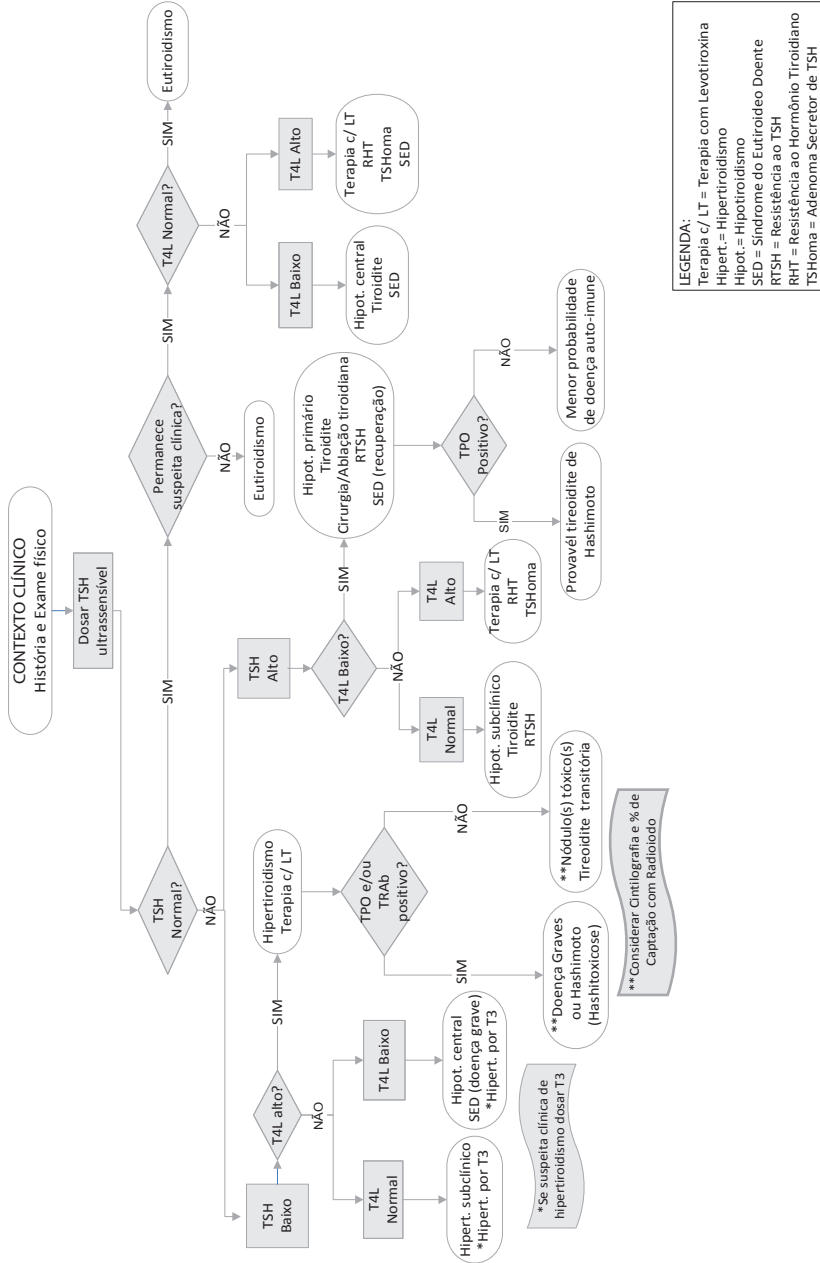 CONTEXTO CLÍNICO
História e Exame físico
Dosar TSH
ultrassensível
TSH
Normal?
SIM
NÃO
Permanece
suspeita clínica?
SIM
NÃO
Eutiroidismo
T4L Normal?
SIM
Eutiroidismo
NÃO
T4L Baixo
T4L Alto
Hipot. central
Tiroidite
SED
Terapia c/ LT
RHT
TSHoma
SED
TSH
Alto
T4L Baixo?
SIM
Hipot. primário
Tiroidite
Cirurgia/Ablação tiroidiana
RTSH
SED (recuperação)
TPO
Positivo?
SIM
NÃO
Provavél tireoidite de
Hashimoto
Menor probabilidade
de doença auto-imune
NÃO
T4L
Normal
T4L
Alto
Hipot. subclínico
Tiroidite
RTSH
Terapia c/ LT
RHT
TSHoma
TSH
Baixo
T4L alto?
SIM
Hipertiroidismo
Terapia c/ LT
TPO e/ou
TRAb
positivo?
SIM
NÃO
**Doença Graves
ou Hashimoto
(Hashitoxicose)
**Nódulo(s) tóxico(s)
Tireoidite transitória
**Considerar Cintilografia e % de
Captação com Radioiodo
NÃO
T4L
Normal
T4L Baixo
Hipert. subclínico
*Hipert. por T3
Hipot. central
SED (doença grave)
*Hipert. por T3
*Se suspeita clínica de
hipertiroidismo dosar T3
LEGENDA:
Terapia c/ LT = Terapia com Levotiroxina
Hipert.= Hipertiroidismo
Hipot.= Hipotiroidismo
SED = Síndrome do Eutiroideo Doente
RTSH = Resistência ao TSH
RHT = Resistência ao Hormônio Tiroidiano
TSHoma = Adenoma Secretor de TSH